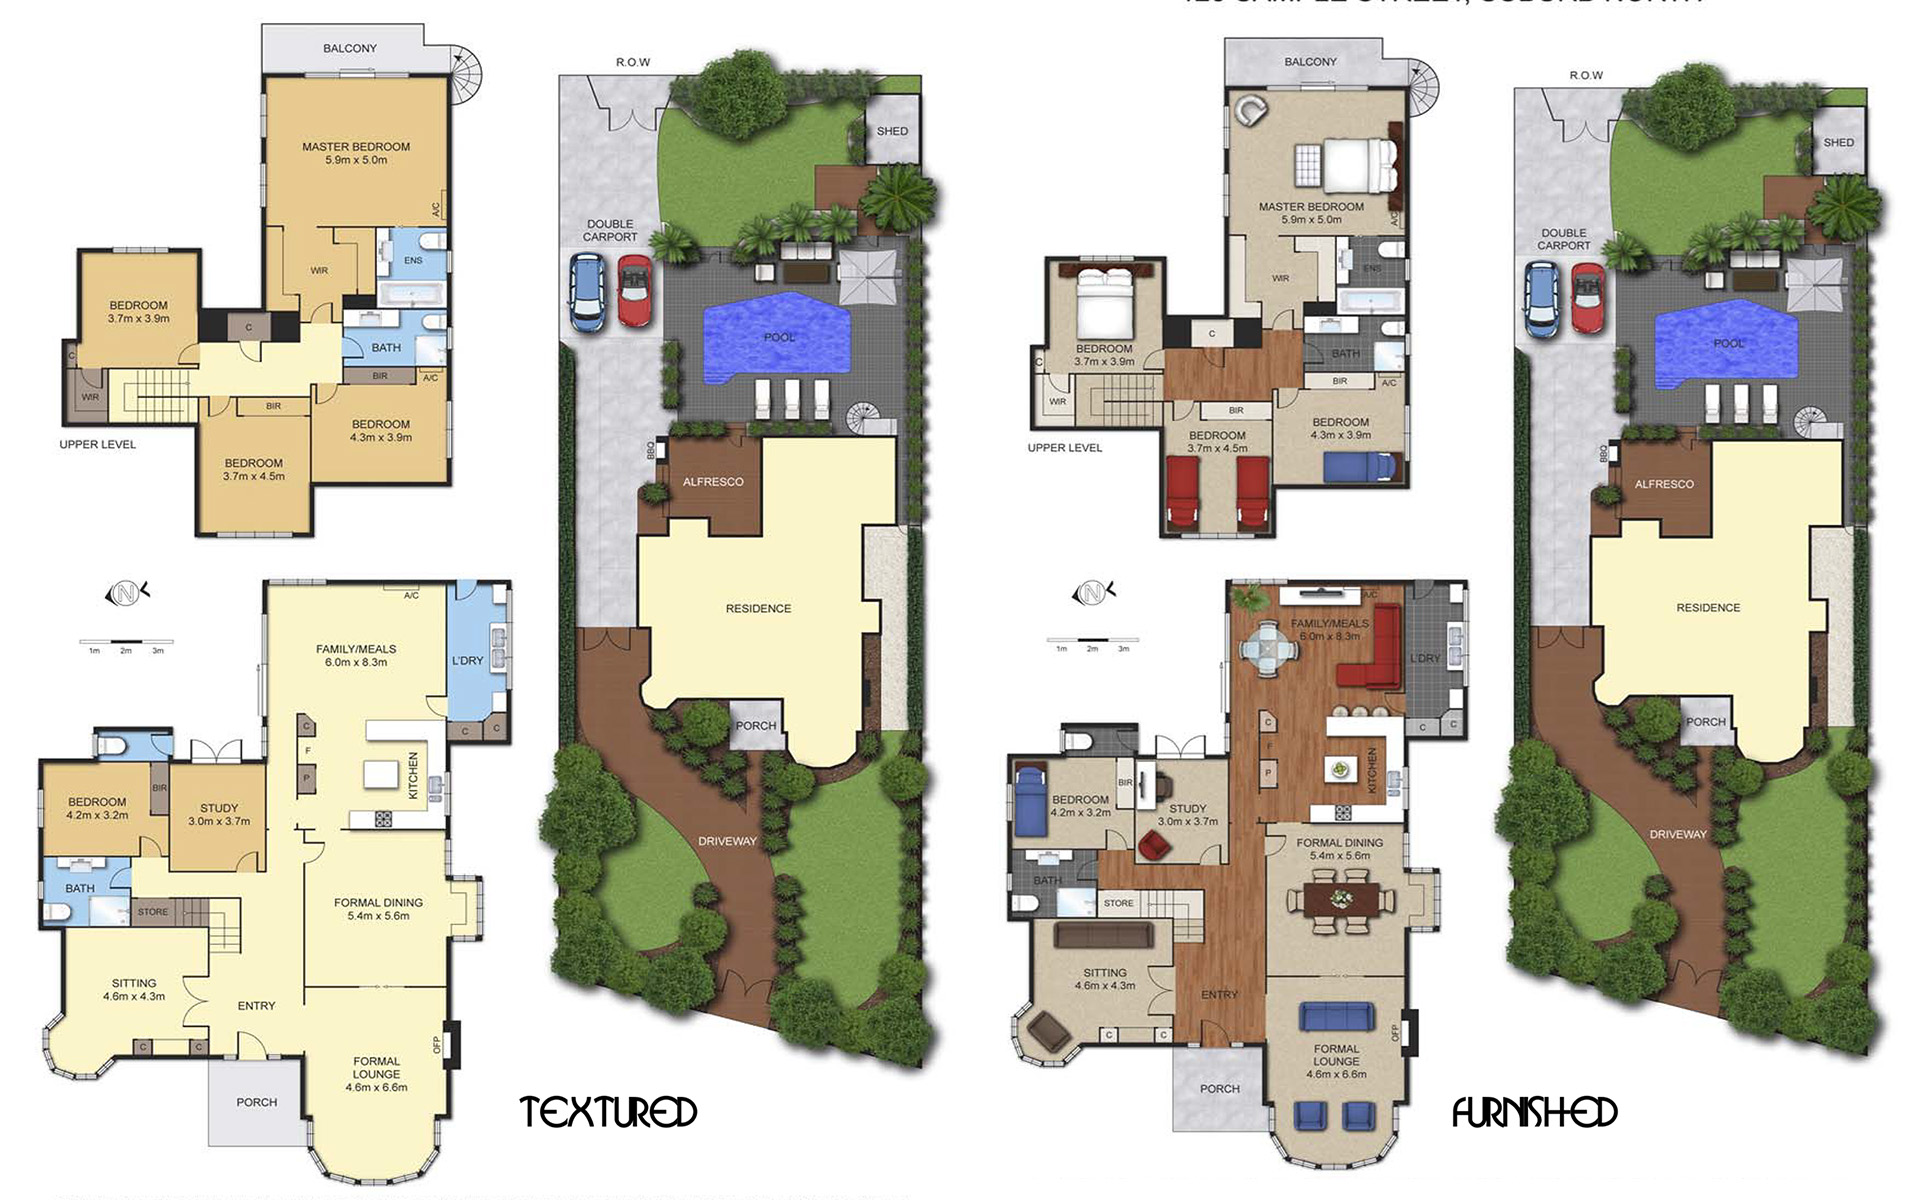 BALCONY
MASTER BEDROOM
5.9m x 5.0m
A/C
WIR
ENS
BEDROOM
3.7m x 3.9m
C
C
BATH
WIR
BIR
A/C
BIR
BEDROOM
4.3m x 3.9m
UPPER LEVEL
BEDROOM
3.7m x 4.5m
N
1m 2m 3m
A/C
FAMILY/MEALS
6.0m x 8.3m
L'DRY
C
F
P
C C
KITCHEN
BEDROOM
4.2m x 3.2m
BIR
STUDY
3.0m x 3.7m
BATH
STORE
FORMAL DINING
5.4m x 5.6m
SITTING
4.6m x 4.3m
ENTRY
C C
OFP
FORMAL
LOUNGE
4.6m x 6.6m
PORCH
R.O.W
SHED
DOUBLE
CARPORT
POOL
BBQ
ALFRESCO
RESIDENCE
PORCH
DRIVEWAY
TEXTURED
BALCONY
MASTER BEDROOM
5.9m x 5.0m
A/C
WIR
ENS
C
BEDROOM
3.7m x 3.9m
C
BATH
WIR
BIR
A/C
BIR
BEDROOM
4.3m x 3.9m
BEDROOM
3.7m x 4.5m
UPPER LEVEL
N
1m 2m 3m
A/C
FAMILY/MEALS
6.0m x 8.3m
L'DRY
C
F
P
C C
KITCHEN
BEDROOM
4.2m x 3.2m
BIR
STUDY
3.0m x 3.7m
FORMAL DINING
5.4m x 5.6m
BATH
STORE
SITTING
4.6m x 4.3m
ENTRY
C C
OFP
FORMAL
LOUNGE
4.6m x 6.6m
PORCH
R.O.W
SHED
DOUBLE
CARPORT
POOL
BBQ
ALFRESCO
RESIDENCE
PORCH
DRIVEWAY
FURNISHED